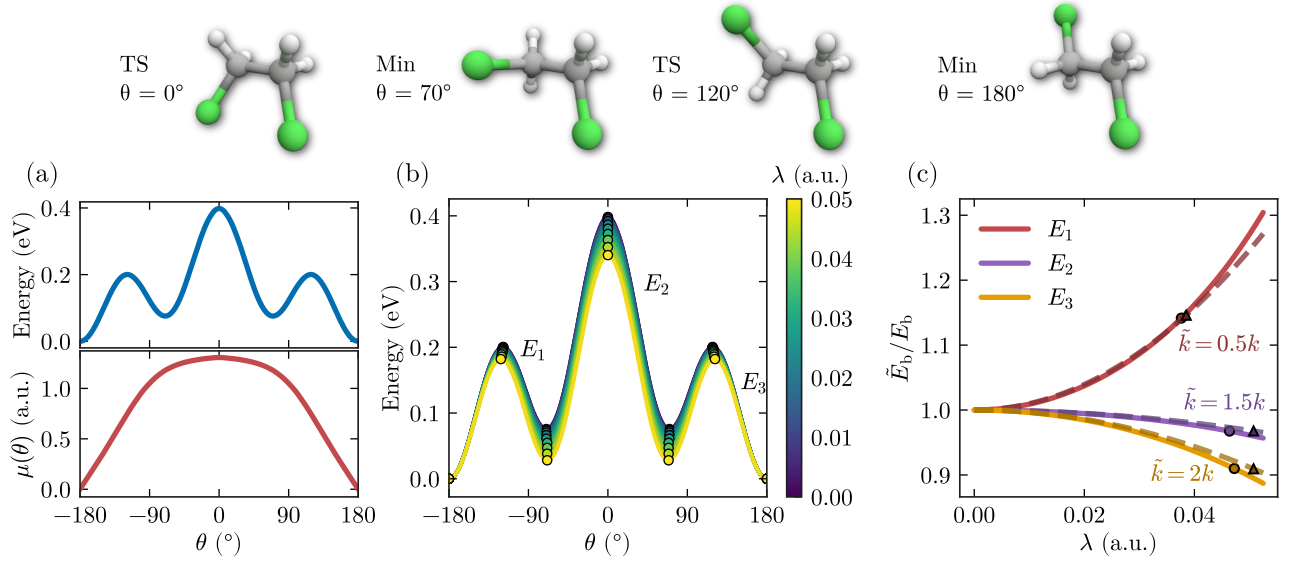 TS
θ = 0°
Min
θ = 70°
TS
θ = 120°
Min
θ = 180°
(a)
(b)
λ (a.u.)
(c)
Energy (eV)
0.4
0.2
0.0
μ(θ) (a.u.)
1.0
0.5
0.0
−180
−90
0
90
180
θ (°)
Energy (eV)
0.4
0.3
0.2
0.1
0.0
E₁
E₂
E₃
−180
−90
0
90
180
θ (°)
0.05
0.04
0.03
0.02
0.01
0.00
Ẽ_b/E_b
1.3
1.2
1.1
1.0
0.9
E₁
E₂
E₃
k̃ = 0.5k
k̃ = 1.5k
k̃ = 2k
0.00
0.02
0.04
λ (a.u.)